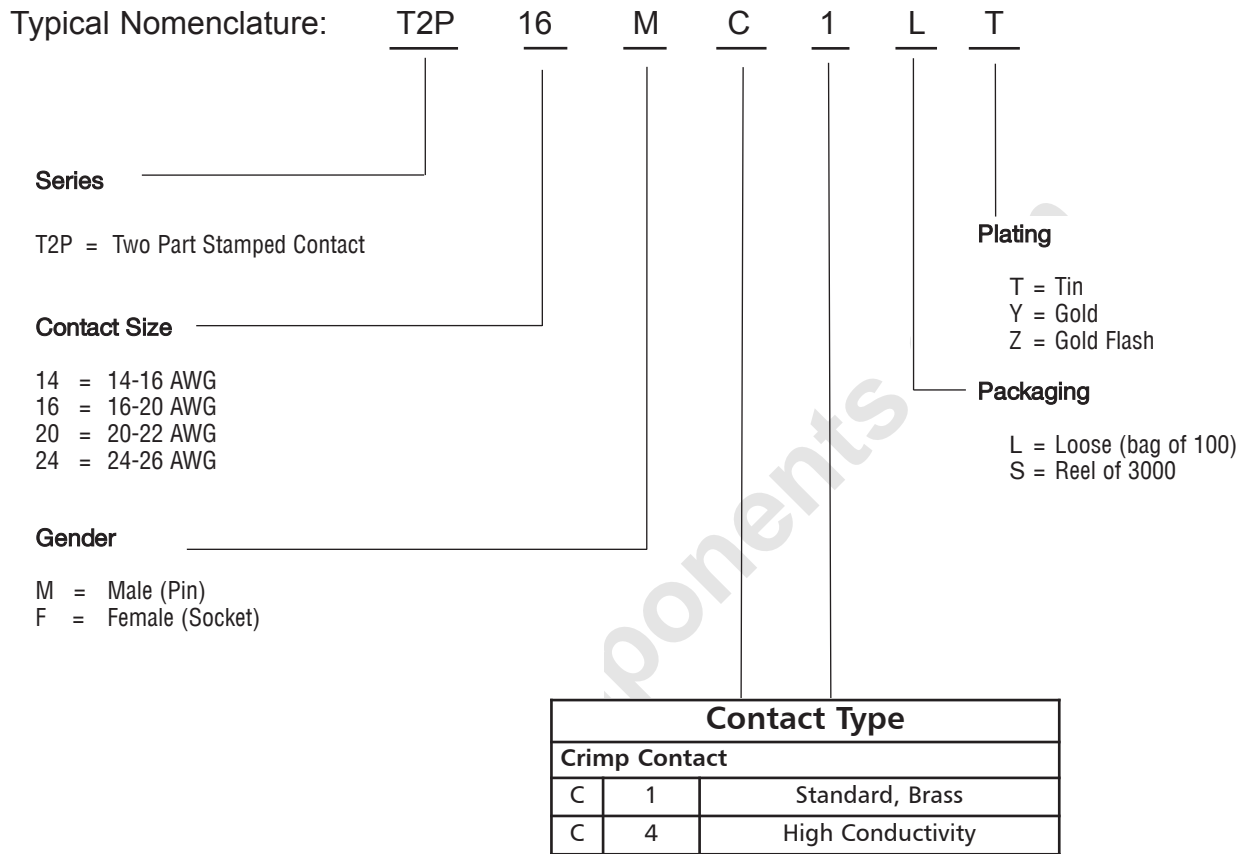 Typical Nomenclature: T2P 16 M C 1 L T
Series
T2P = Two Part Stamped Contact
Contact Size
14 = 14-16 AWG
16 = 16-20 AWG
20 = 20-22 AWG
24 = 24-26 AWG
Gender
M = Male (Pin)
F = Female (Socket)
Plating
T = Tin
Y = Gold
Z = Gold Flash
Packaging
L = Loose (bag of 100)
S = Reel of 3000
Contact Type
Crimp Contact
C 1 Standard, Brass
C 4 High Conductivity